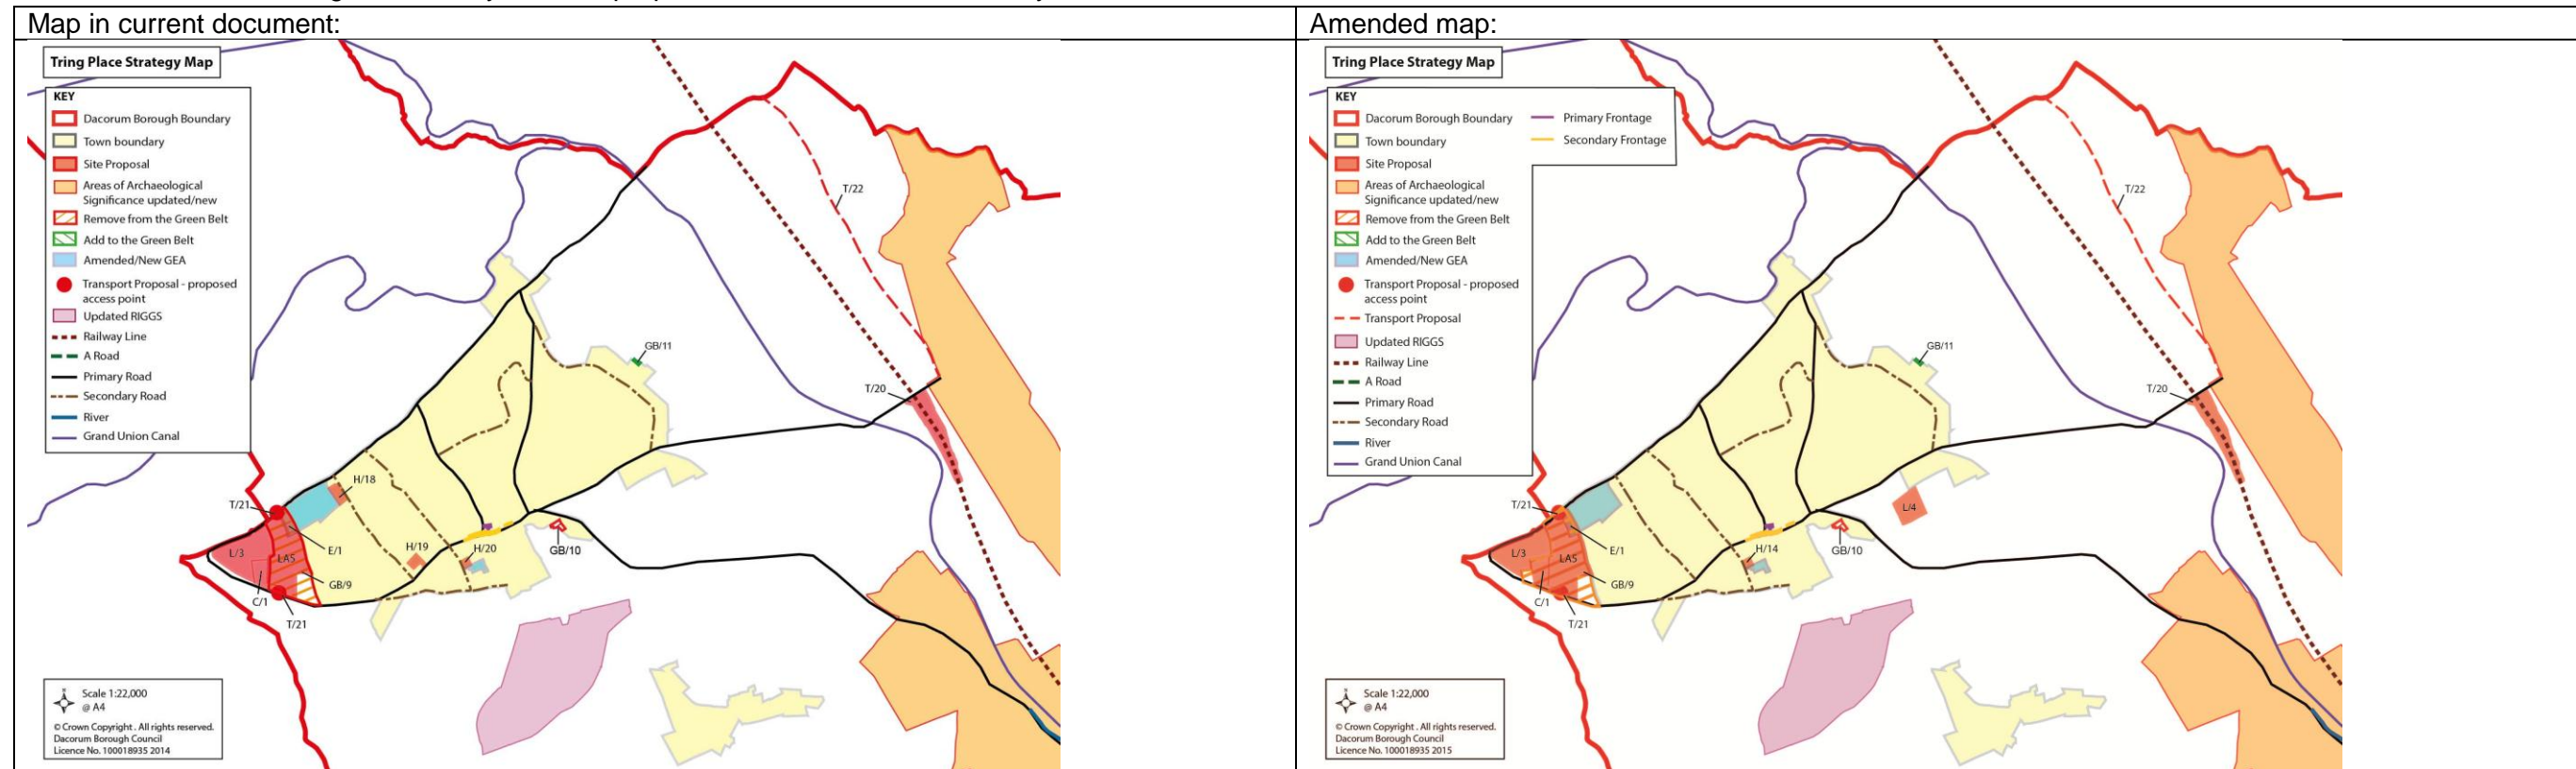 Map in current document:
Tring Place Strategy Map
KEY
Dacorum Borough Boundary
Town boundary
Site Proposal
Areas of Archaeological
Significance updated/new
Remove from the Green Belt
Add to the Green Belt
Amended/New GEA
Transport Proposal - proposed
access point
Updated RIGGS
Railway Line
A Road
Primary Road
Secondary Road
River
Grand Union Canal
T/22
GB/11
T/20
H/18
T/21
L/3
LA5
E/1
H/19
H/20
GB/10
GB/9
C/1
T/21
Scale 1:22,000
@ A4
© Crown Copyright . All rights reserved.
Dacorum Borough Council
Licence No. 100018935 2014
Amended map:
Tring Place Strategy Map
KEY
Dacorum Borough Boundary
Primary Frontage
Town boundary
Secondary Frontage
Site Proposal
Areas of Archaeological
Significance updated/new
Remove from the Green Belt
Add to the Green Belt
Amended/New GEA
Transport Proposal - proposed
access point
Transport Proposal
Updated RIGGS
Railway Line
A Road
Primary Road
Secondary Road
River
Grand Union Canal
T/22
GB/11
T/20
T/21
L/4
L/3
LA5
E/1
H/14
GB/10
GB/9
C/1
T/21
Scale 1:22,000
@ A4
© Crown Copyright . All rights reserved.
Dacorum Borough Council
Licence No. 100018935 2015